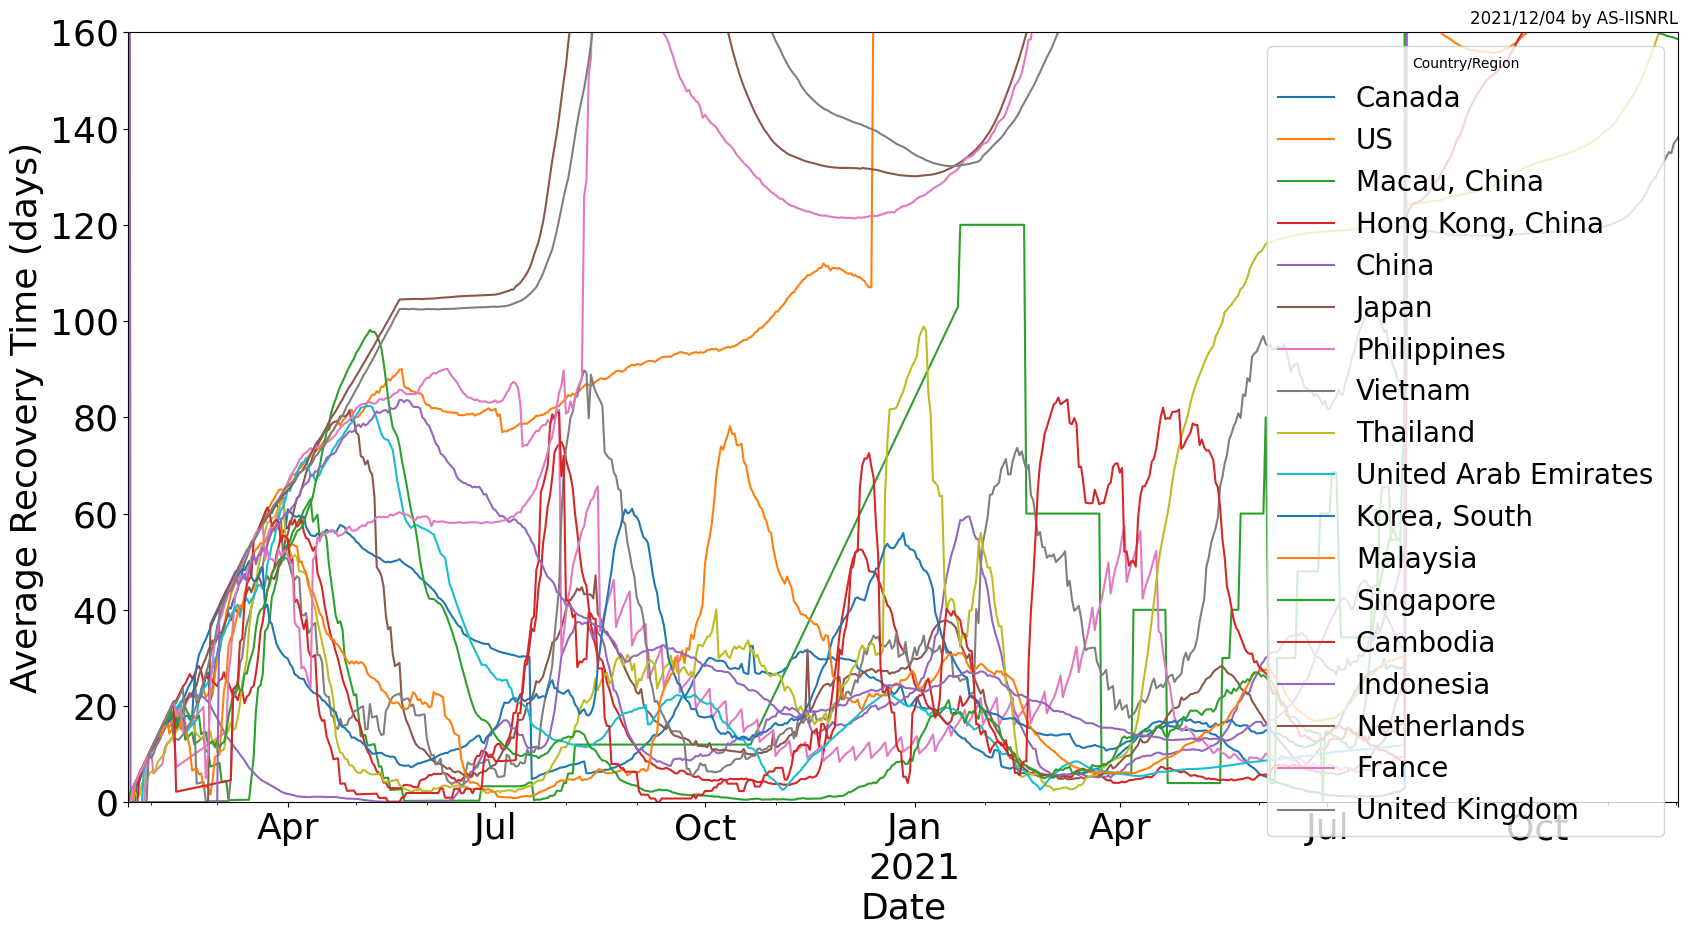 2021/12/04 by AS-IISNRL
160
140
120
100
80
60
40
20
0
Average Recovery Time (days)
Country/Region
Canada
US
Macau, China
Hong Kong, China
China
Japan
Philippines
Vietnam
Thailand
United Arab Emirates
Korea, South
Malaysia
Singapore
Cambodia
Indonesia
Netherlands
France
United Kingdom
Apr Jul Oct Jan Apr Jul Oct
2021
Date